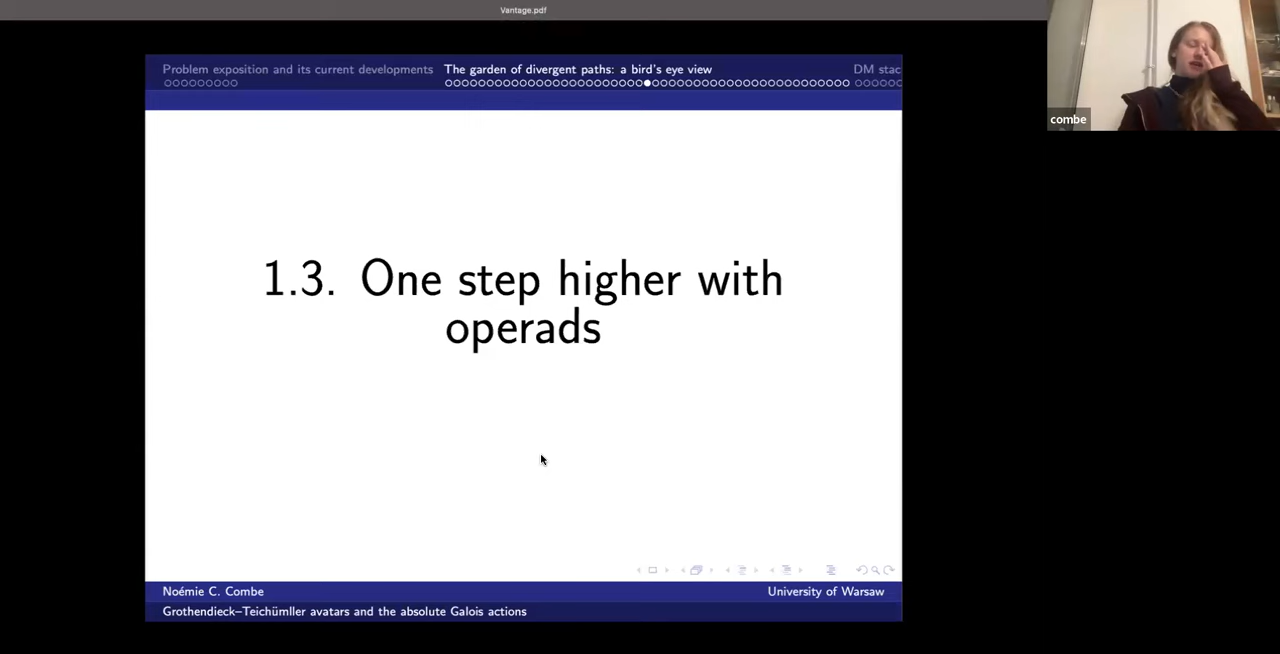 Vantage.pdf
Problem exposition and its current developments The garden of divergent paths: a bird's eye view DM stac
combe
1.3. One step higher with
operads
Noémie C. Combe University of Warsaw
Grothendieck–Teichümller avatars and the absolute Galois actions